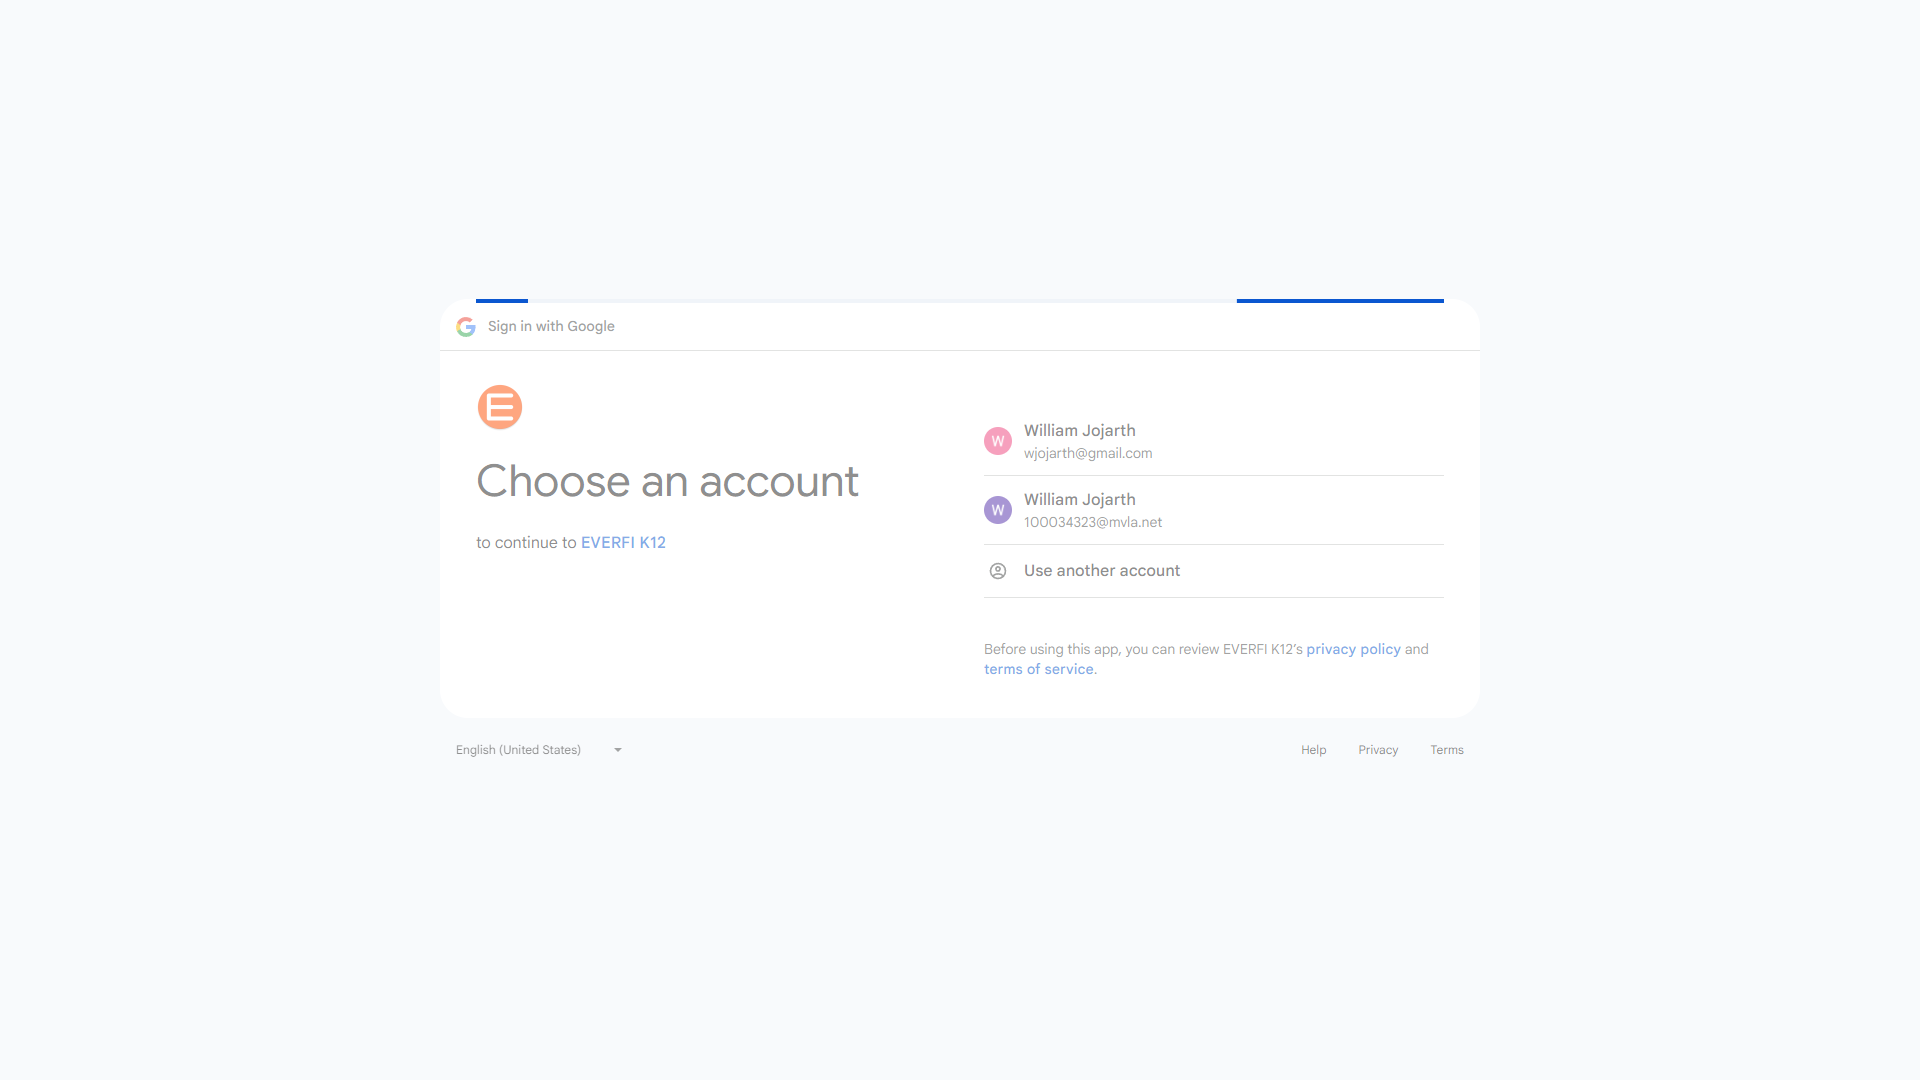 Sign in with Google
Choose an account
to continue to EVERFI K12
W
William Jojarth
wjojarth@gmail.com
W
William Jojarth
100034323@mvla.net
Use another account
Before using this app, you can review EVERFI K12’s privacy policy and
terms of service.
English (United States)
Help
Privacy
Terms